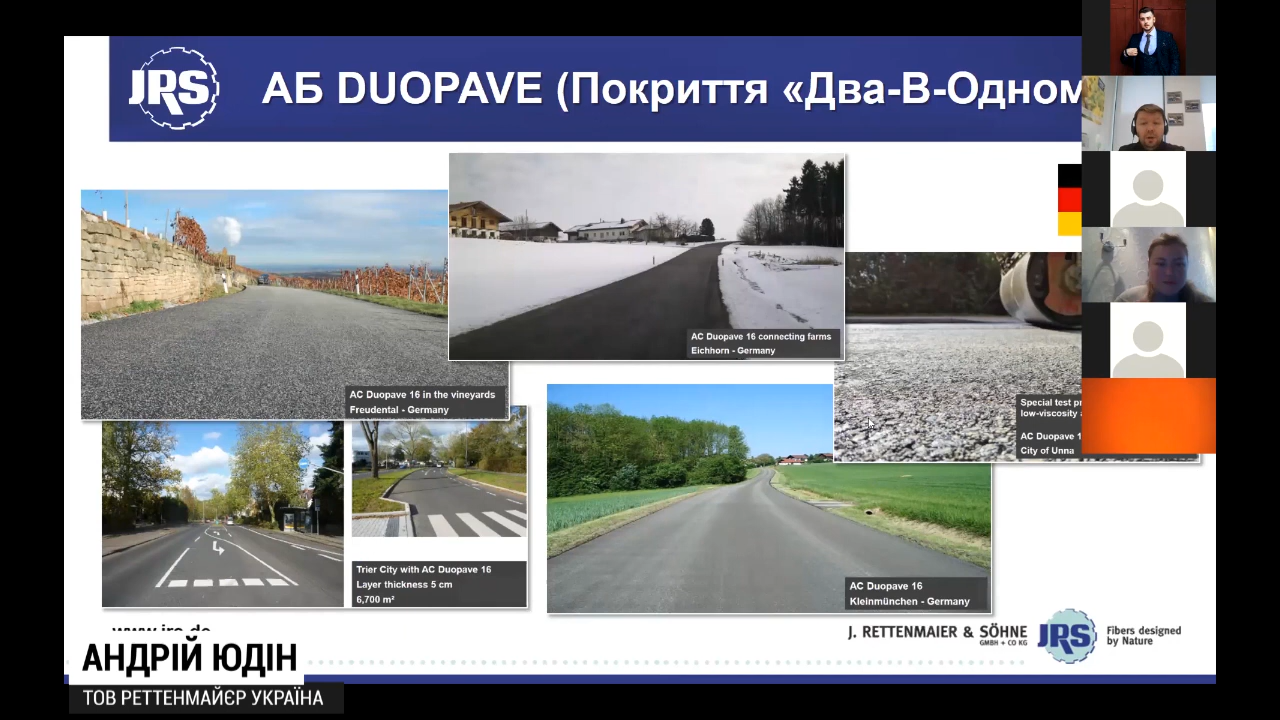 JRS
АБ DUOPAVE (Покриття «Два-В-Одном
AC Duopave 16 in the vineyards
Freudental - Germany
AC Duopave 16 connecting farms
Eichhorn - Germany
Special test
low-viscosity
AC Duopave 1
City of Unna
Trier City with AC Duopave 16
Layer thickness 5 cm
6,700 m²
AC Duopave 16
Kleinmünchen - Germany
www.jrs.de
J. RETTENMAIER & SÖHNE
GMBH + CO KG
JRS
Fibers designed
by Nature
АНДРІЙ ЮДІН
ТОВ РЕТТЕНМАЙЄР УКРАЇНА